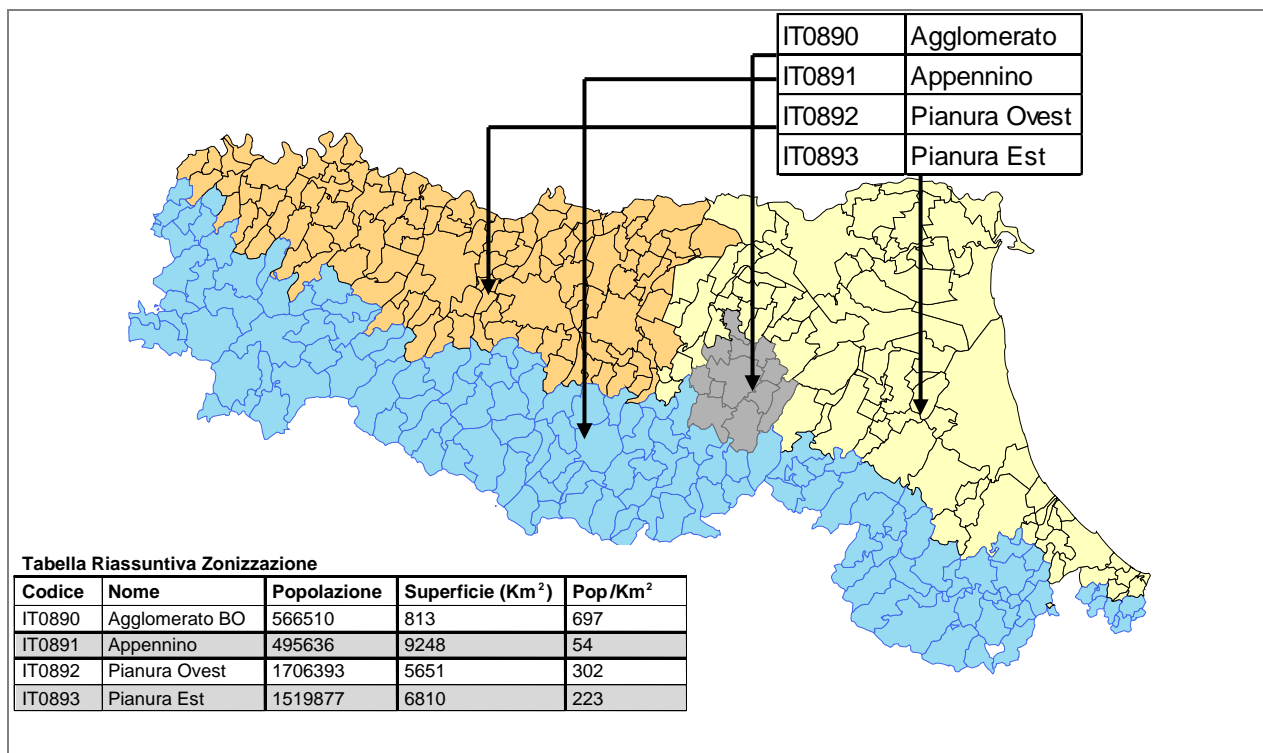 IT0890 Agglomerato
IT0891 Appennino
IT0892 Pianura Ovest
IT0893 Pianura Est
Tabella Riassuntiva Zonizzazione
Codice Nome Popolazione Superficie (Km²) Pop/Km²
IT0890 Agglomerato BO 566510 813 697
IT0891 Appennino 495636 9248 54
IT0892 Pianura Ovest 1706393 5651 302
IT0893 Pianura Est 1519877 6810 223